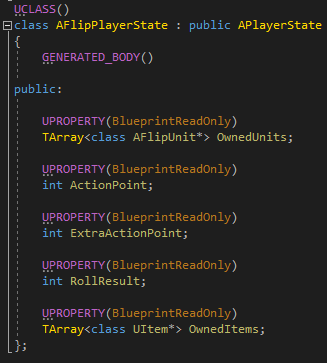 UCLASS()
class AFlipPlayerState : public APlayerState
{
GENERATED_BODY()
public:
UPROPERTY(BlueprintReadOnly)
TArray<class AFlipUnit*> OwnedUnits;
UPROPERTY(BlueprintReadOnly)
int ActionPoint;
UPROPERTY(BlueprintReadOnly)
int ExtraActionPoint;
UPROPERTY(BlueprintReadOnly)
int RollResult;
UPROPERTY(BlueprintReadOnly)
TArray<class UItem*> OwnedItems;
};